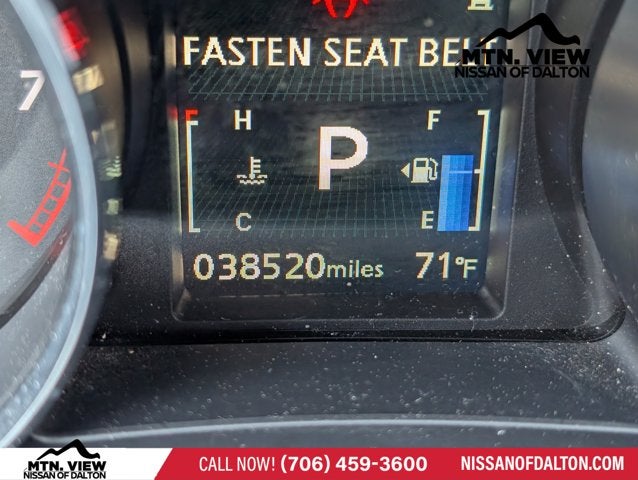 FASTEN SEAT BEL
MTN. VIEW
NISSAN OF DALTON
7
F H F
P
C E
038520miles 71°F
MTN. VIEW
NISSAN OF DALTON
CALL NOW! (706) 459-3600
NISSANOFDALTON.COM